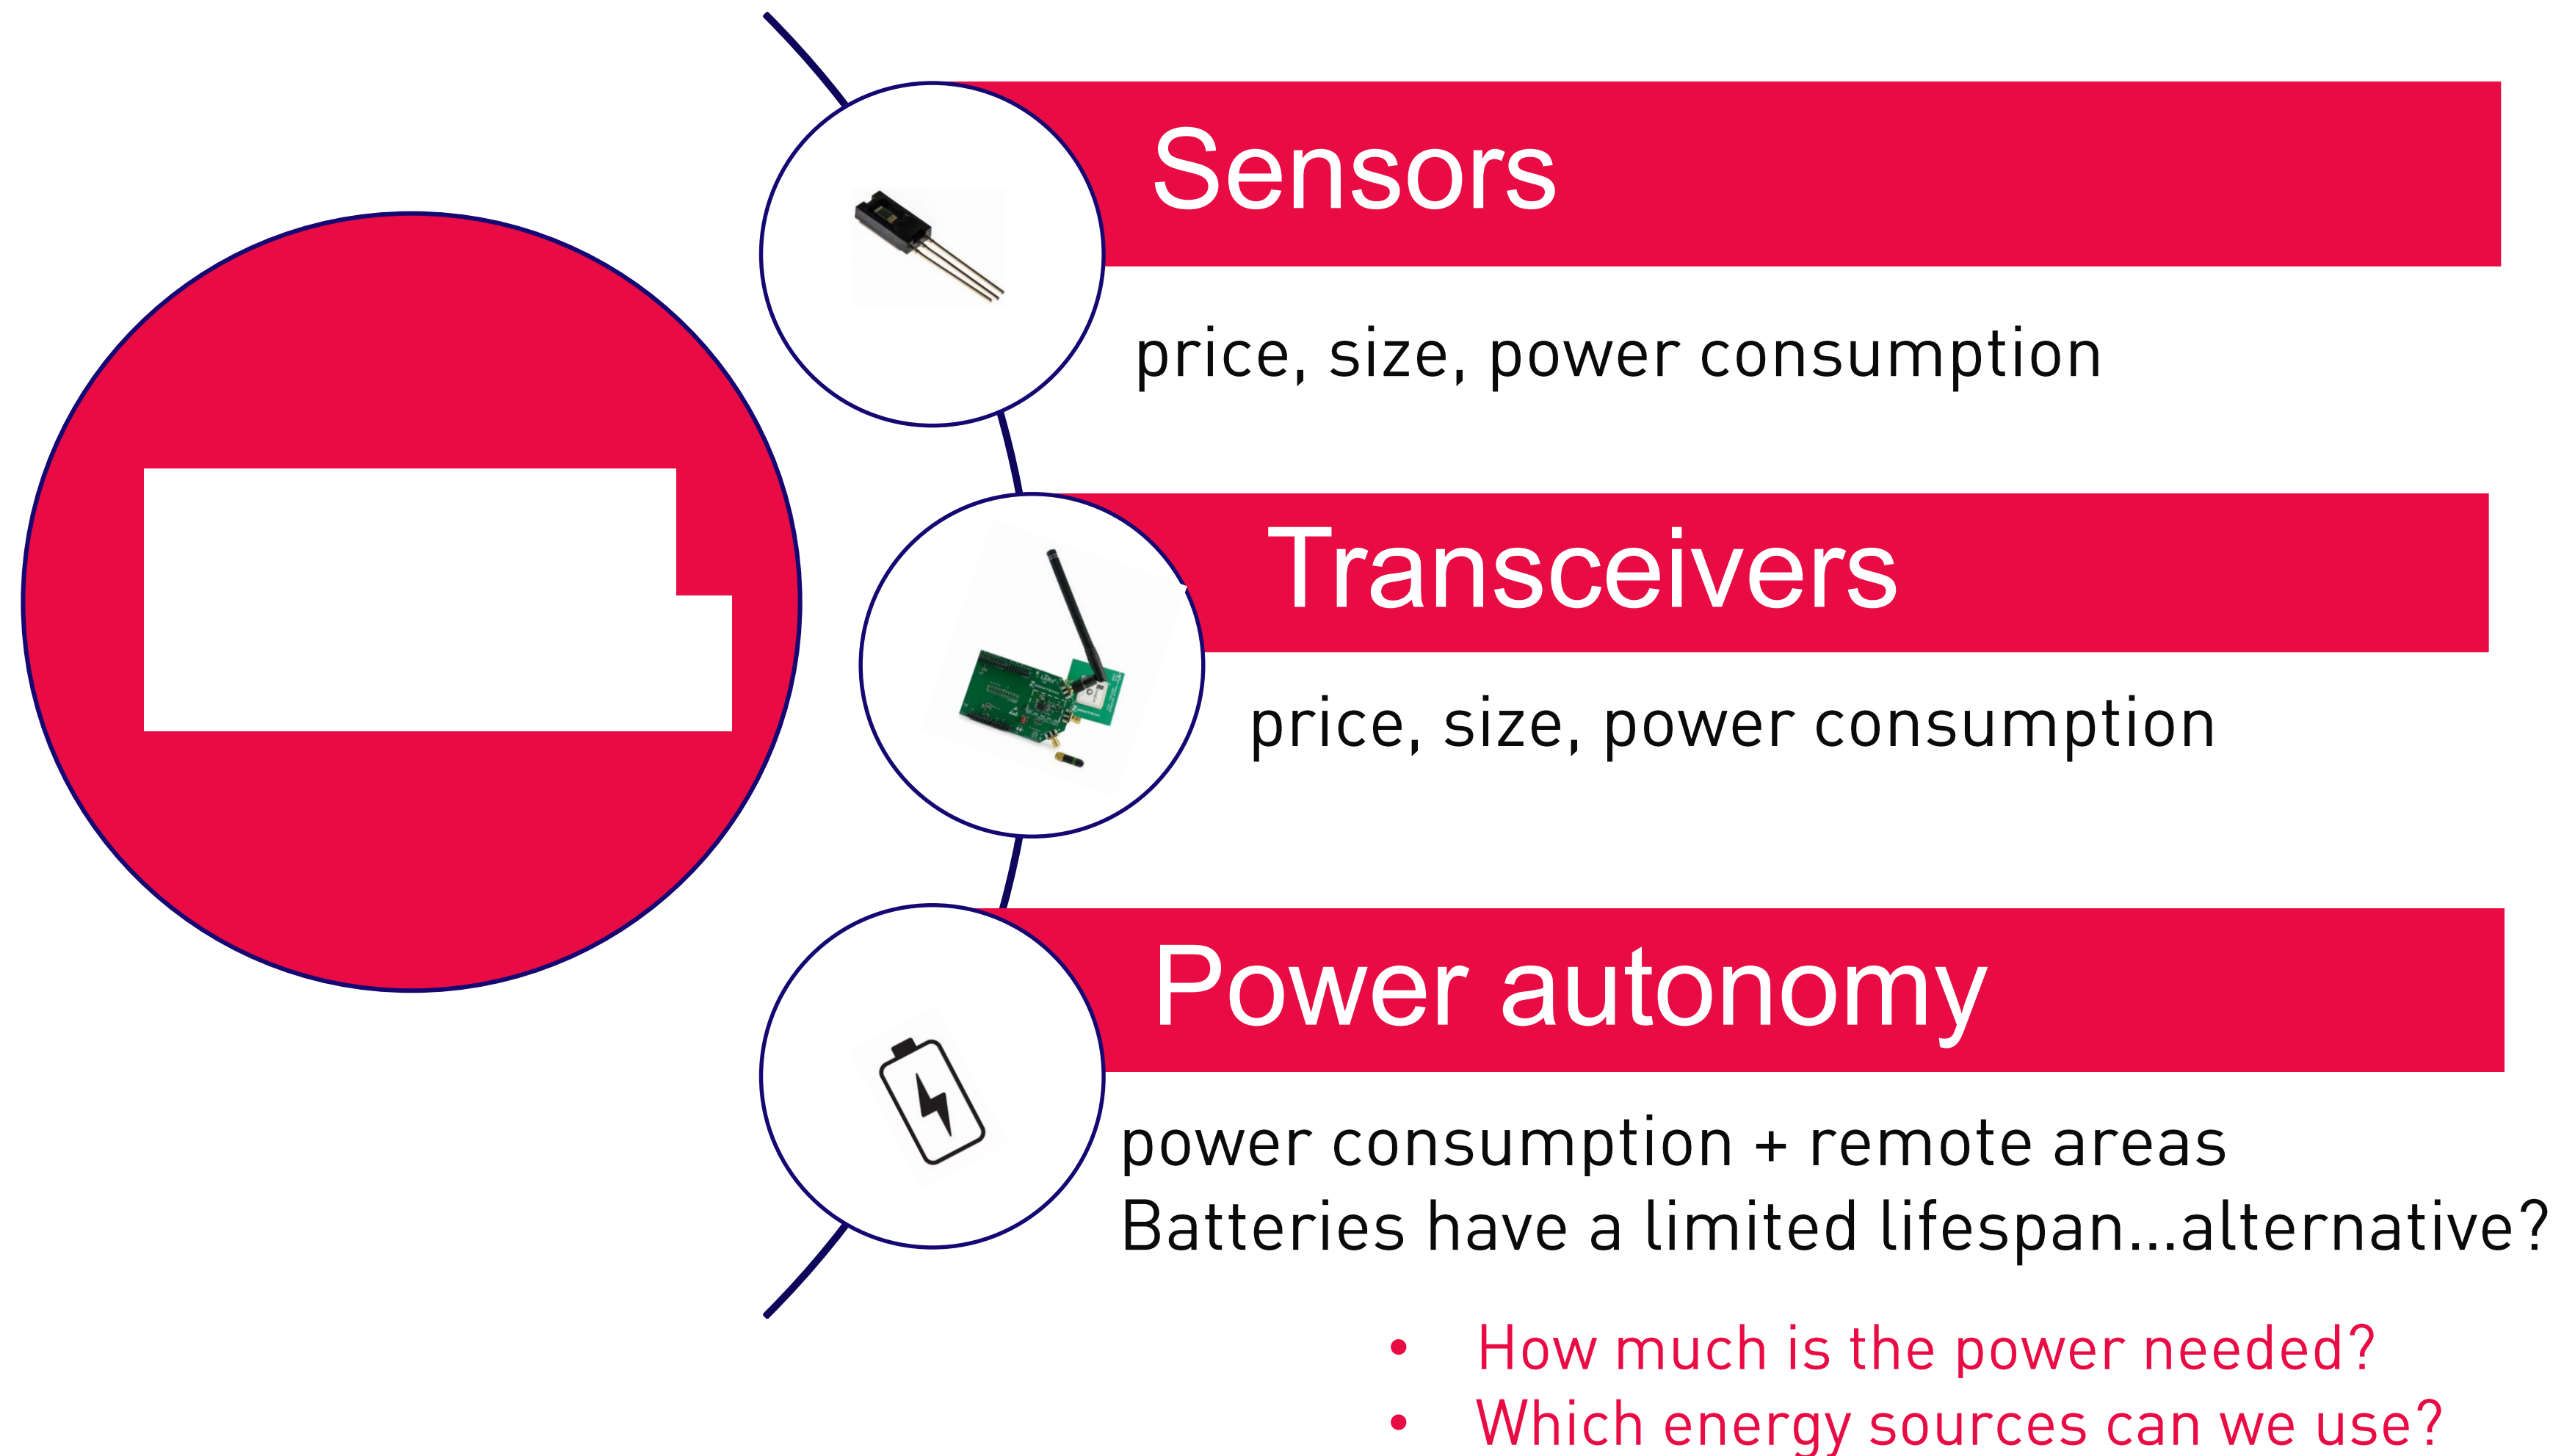 Sensors
price, size, power consumption
Transceivers
price, size, power consumption
Power autonomy
power consumption + remote areas
Batteries have a limited lifespan...alternative?
• How much is the power needed?
• Which energy sources can we use?